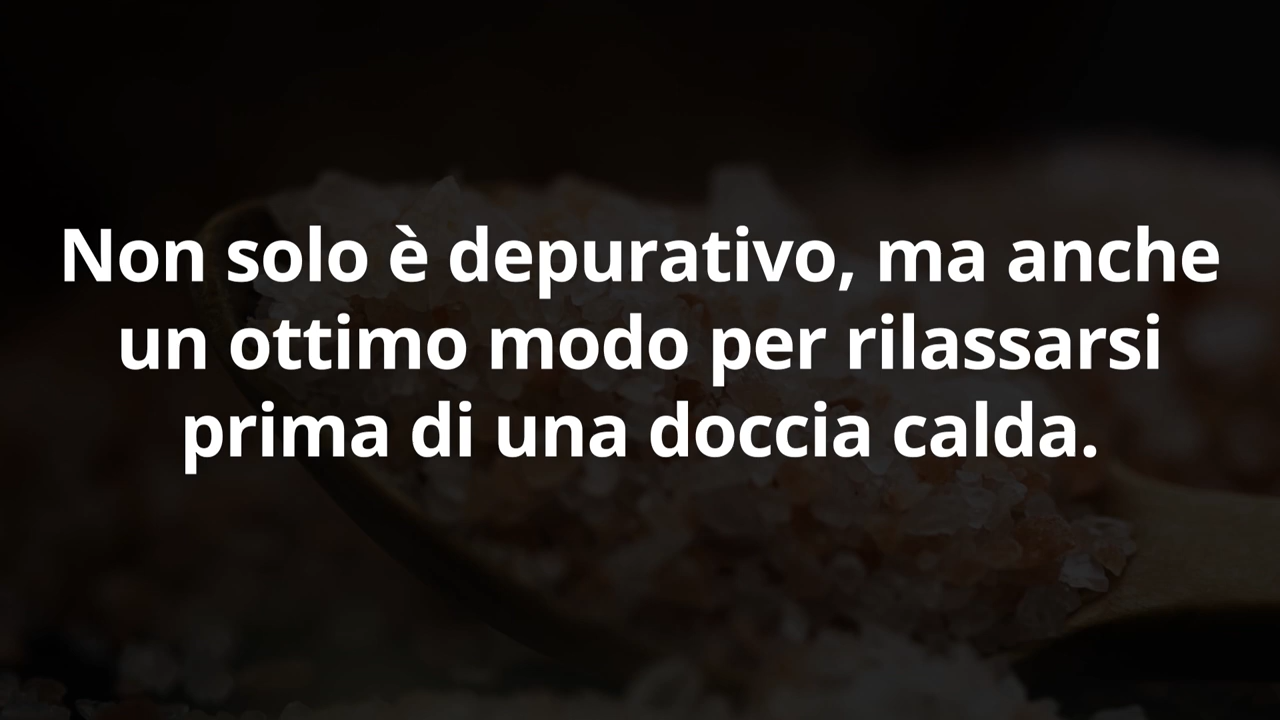 Non solo è depurativo, ma anche
un ottimo modo per rilassarsi
prima di una doccia calda.